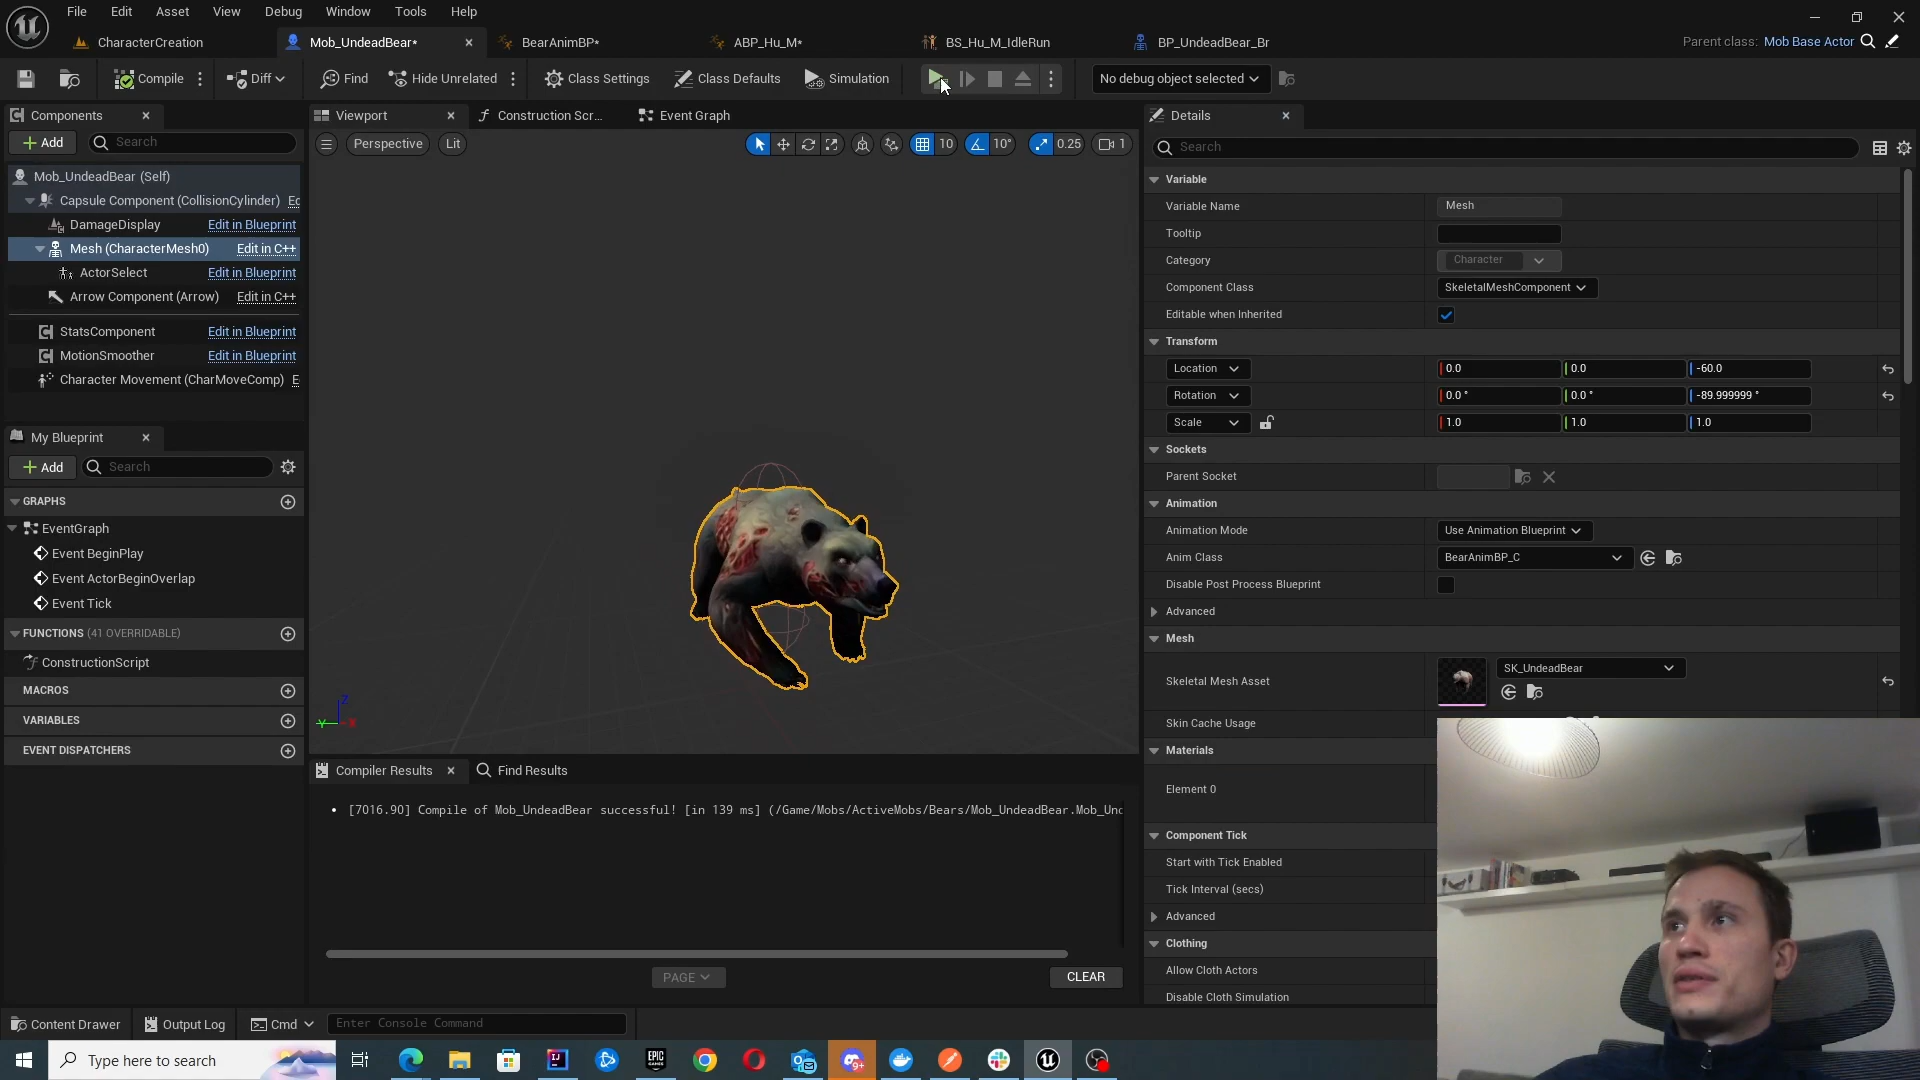 File Edit Asset View Debug Window Tools Help
CharacterCreation Mob_UndeadBear* BearAnimBP* ABP_Hu_M* BS_Hu_M_IdleRun BP_UndeadBear_Br Parent class: Mob Base Actor
Compile Diff Find Hide Unrelated Class Settings Class Defaults Simulation No debug object selected
Components
Add Search
Mob_UndeadBear (Self)
Capsule Component (CollisionCylinder)
DamageDisplay Edit in Blueprint
Mesh (CharacterMesh0) Edit in C++
ActorSelect Edit in Blueprint
Arrow Component (Arrow) Edit in C++
StatsComponent Edit in Blueprint
MotionSmoother Edit in Blueprint
Character Movement (CharMoveComp)
My Blueprint
Add Search
GRAPHS
EventGraph
Event BeginPlay
Event ActorBeginOverlap
Event Tick
FUNCTIONS (41 OVERRIDABLE)
ConstructionScript
MACROS
VARIABLES
EVENT DISPATCHERS
Viewport Construction Scr... Event Graph
Perspective Lit 10 10° 0.25 1
Z
Y X
Compiler Results Find Results
[7016.90] Compile of Mob_UndeadBear successful! [in 139 ms] (/Game/Mobs/ActiveMobs/Bears/Mob_UndeadBear.Mob_Und
PAGE CLEAR
Details
Search
Variable
Variable Name Mesh
Tooltip
Category Character
Component Class SkeletalMeshComponent
Editable when Inherited
Transform
Location 0.0 0.0 -60.0
Rotation 0.0 ° 0.0 ° -89.999999 °
Scale 1.0 1.0 1.0
Sockets
Parent Socket
Animation
Animation Mode Use Animation Blueprint
Anim Class BearAnimBP_C
Disable Post Process Blueprint
Advanced
Mesh
Skeletal Mesh Asset SK_UndeadBear
Skin Cache Usage
Materials
Element 0
Component Tick
Start with Tick Enabled
Tick Interval (secs)
Advanced
Clothing
Allow Cloth Actors
Disable Cloth Simulation
Content Drawer Output Log Cmd Enter Console Command
Type here to search EPIC GAMES 9+